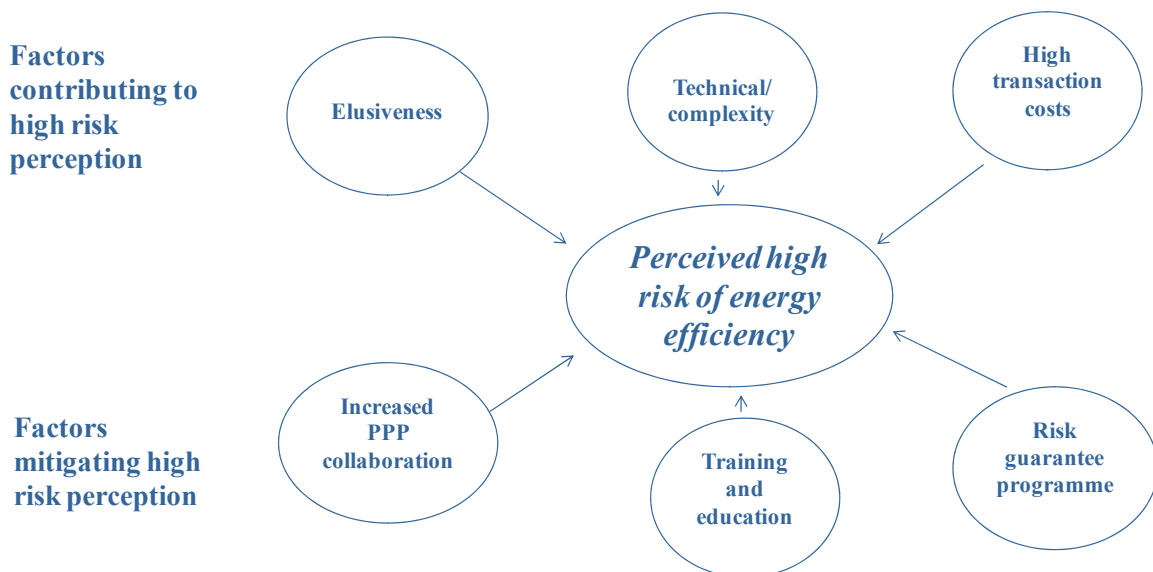 Factors
contributing to
high risk
perception
Elusiveness
Technical/
complexity
High
transaction
costs
Perceived high
risk of energy
efficiency
Factors
mitigating high
risk perception
Increased
PPP
collaboration
Training
and
education
Risk
guarantee
programme